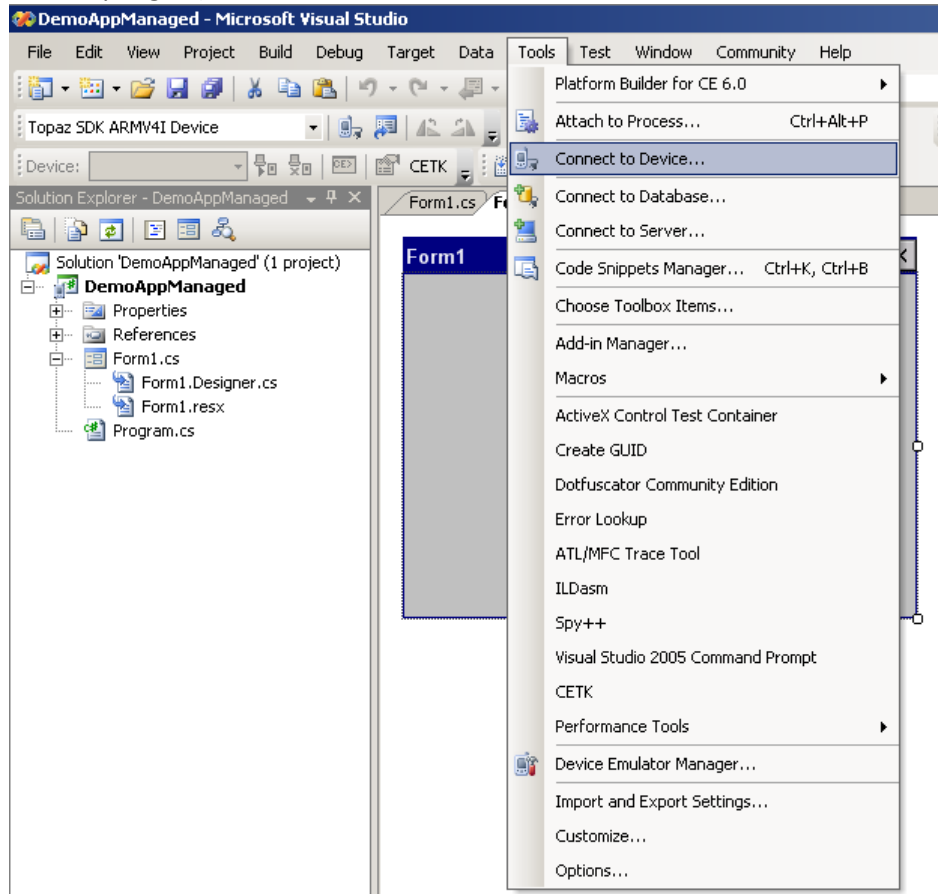 DemoAppManaged - Microsoft Visual Studio
File Edit View Project Build Debug Target Data Tools Test Window Community Help
Topaz SDK ARMV4I Device
Device: CETK
Solution Explorer - DemoAppManaged
Solution 'DemoAppManaged' (1 project)
DemoAppManaged
Properties
References
Form1.cs
Form1.Designer.cs
Form1.resx
Program.cs
Form1.cs
Form1
Platform Builder for CE 6.0
Attach to Process... Ctrl+Alt+P
Connect to Device...
Connect to Database...
Connect to Server...
Code Snippets Manager... Ctrl+K, Ctrl+B
Choose Toolbox Items...
Add-in Manager...
Macros
ActiveX Control Test Container
Create GUID
Dotfuscator Community Edition
Error Lookup
ATL/MFC Trace Tool
ILDasm
Spy++
Visual Studio 2005 Command Prompt
CETK
Performance Tools
Device Emulator Manager...
Import and Export Settings...
Customize...
Options...